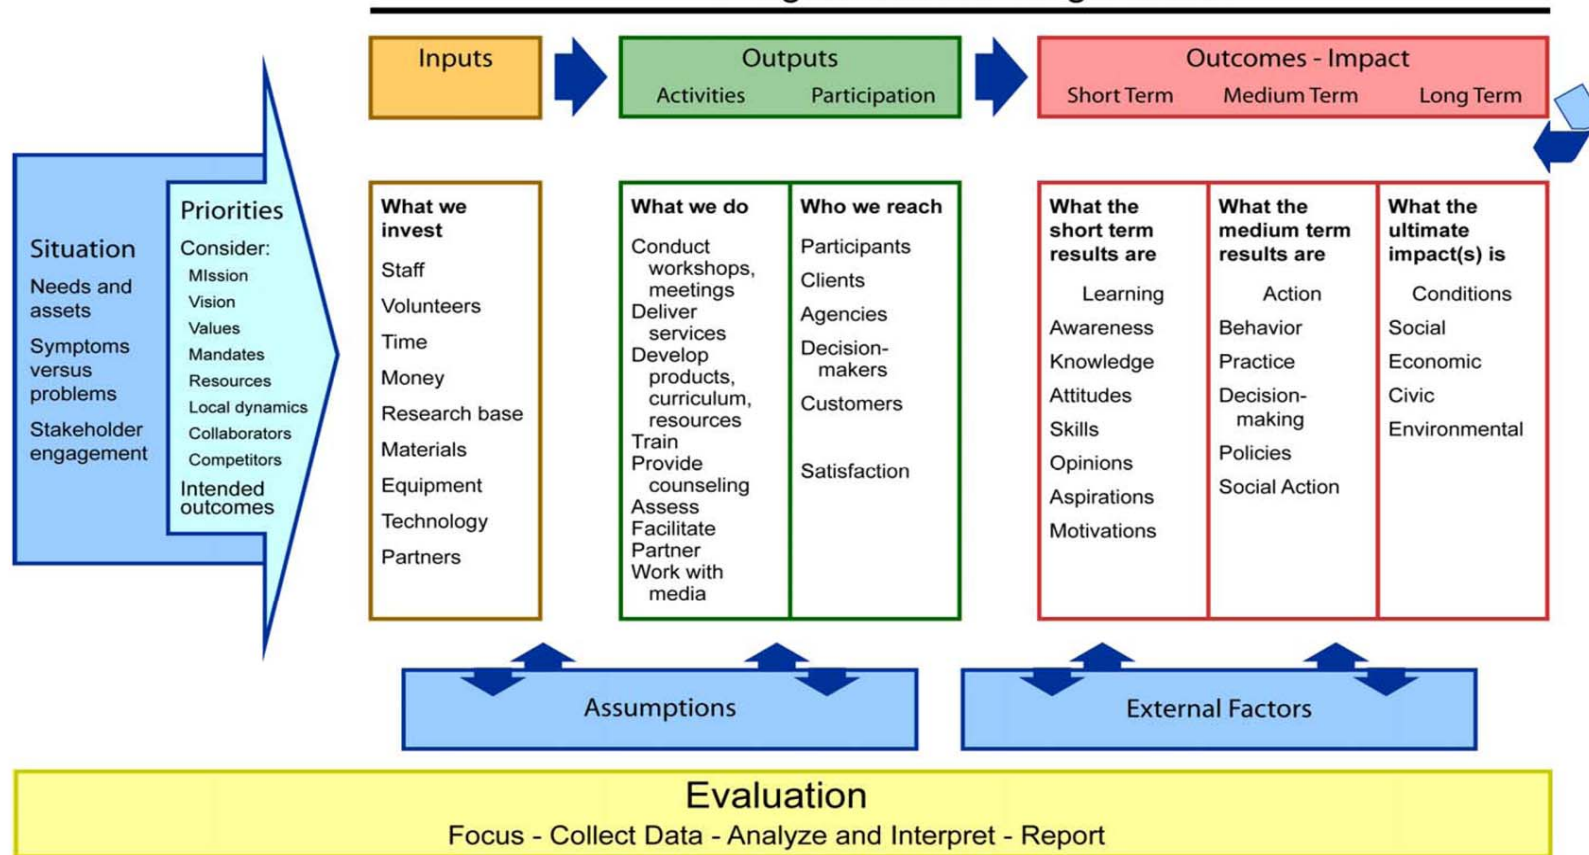 Inputs
Outputs
Activities Participation
Outcomes - Impact
Short Term Medium Term Long Term
Situation
Needs and
assets
Symptoms
versus
problems
Stakeholder
engagement
Priorities
Consider:
MIssion
Vision
Values
Mandates
Resources
Local dynamics
Collaborators
Competitors
Intended
outcomes
What we
invest
Staff
Volunteers
Time
Money
Research base
Materials
Equipment
Technology
Partners
What we do
Conduct
workshops,
meetings
Deliver
services
Develop
products,
curriculum,
resources
Train
Provide
counseling
Assess
Facilitate
Partner
Work with
media
Who we reach
Participants
Clients
Agencies
Decision-
makers
Customers
Satisfaction
What the
short term
results are
Learning
Awareness
Knowledge
Attitudes
Skills
Opinions
Aspirations
Motivations
What the
medium term
results are
Action
Behavior
Practice
Decision-
making
Policies
Social Action
What the
ultimate
impact(s) is
Conditions
Social
Economic
Civic
Environmental
Assumptions
External Factors
Evaluation
Focus - Collect Data - Analyze and Interpret - Report